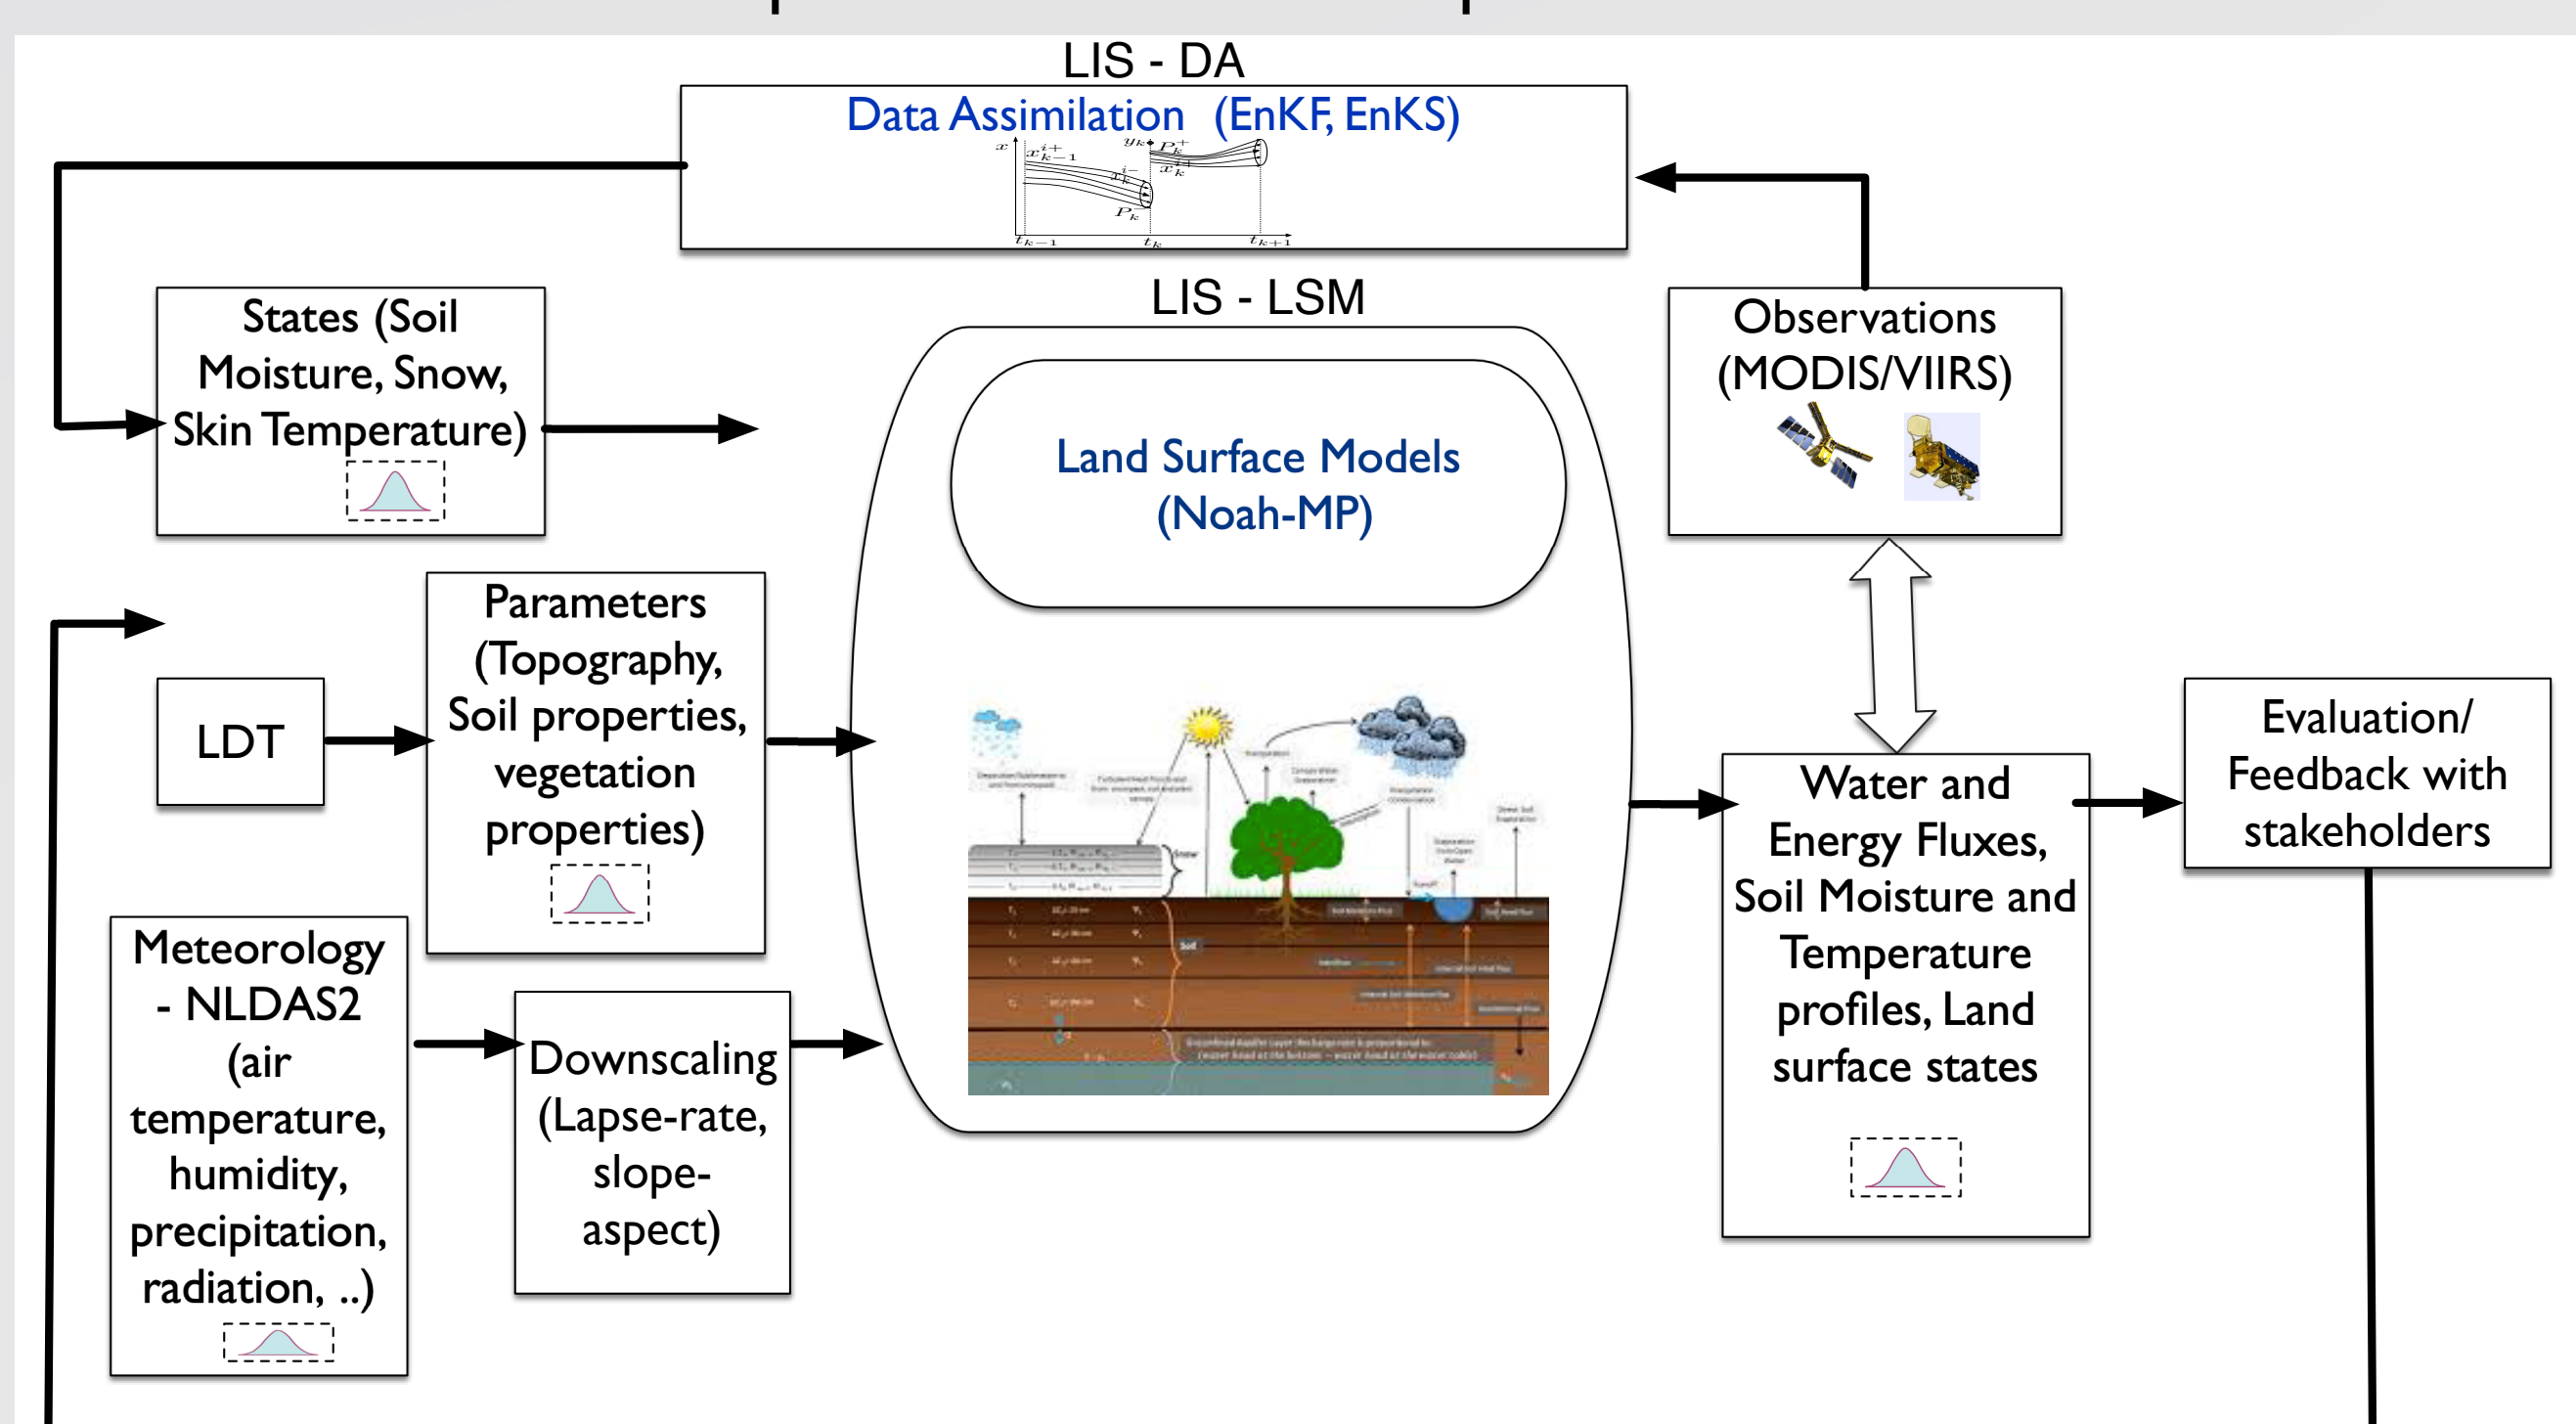 LIS - DA
Data Assimilation (EnKF, EnKS)
LIS - LSM
States (Soil
Moisture, Snow,
Skin Temperature)
Land Surface Models
(Noah-MP)
Observations
(MODIS/VIIRS)
LDT
Parameters
(Topography,
Soil properties,
vegetation
properties)
Meteorology
- NLDAS2
(air
temperature,
humidity,
precipitation,
radiation, ..)
Downscaling
(Lapse-rate,
slope-
aspect)
Snow
Soil
Water and
Energy Fluxes,
Soil Moisture and
Temperature
profiles, Land
surface states
Evaluation/
Feedback with
stakeholders